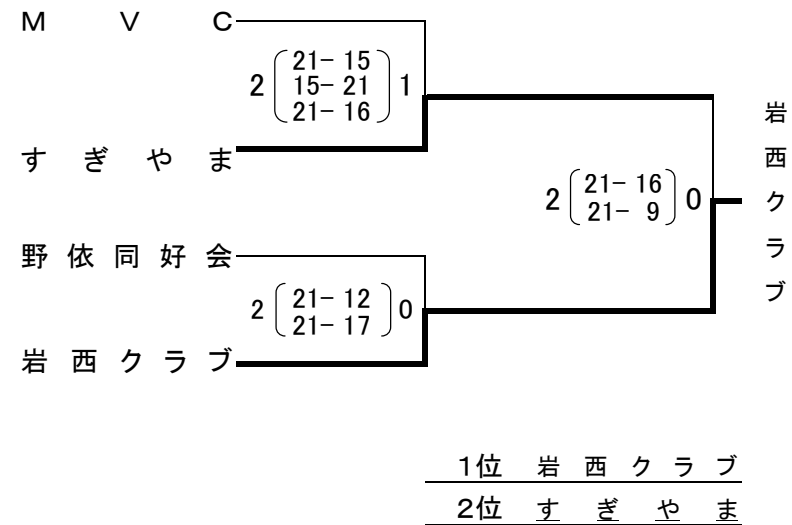 M V C
2 (21- 15 15- 21 21- 16) 1
すぎやま
2 (21- 16 21- 9) 0
岩西クラブ
野依同好会
2 (21- 12 21- 17) 0
岩西クラブ
1位 岩西クラブ
2位 すぎやま